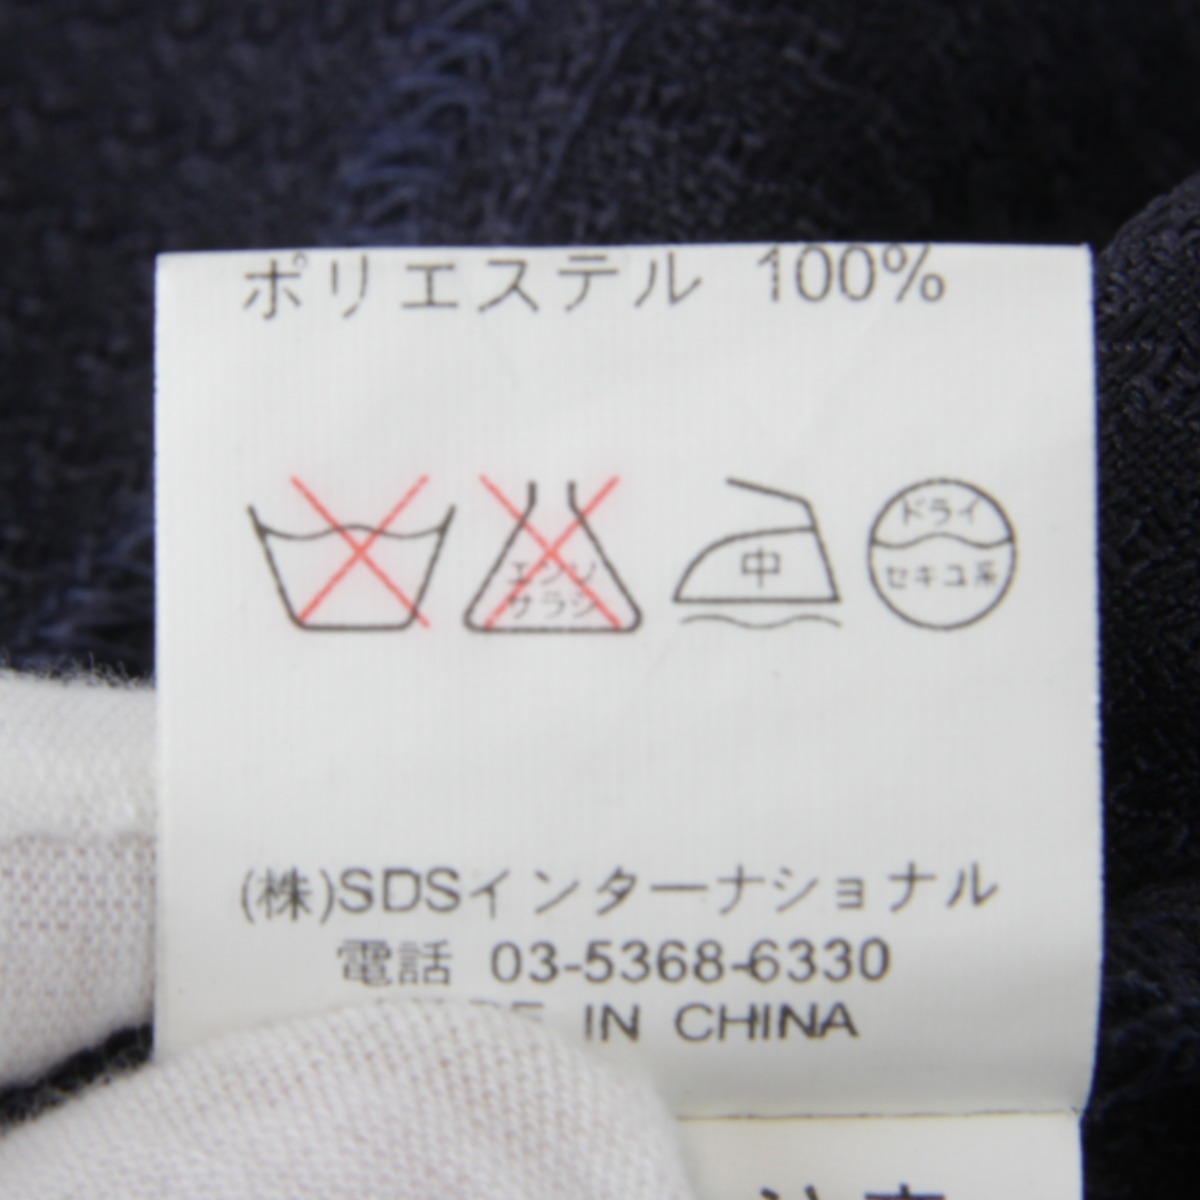 ポリエステル 100%
エンソ
サラシ
中
ドライ
セキユ系
(株)SDSインターナショナル
電話 03-5368-6330
IN CHINA